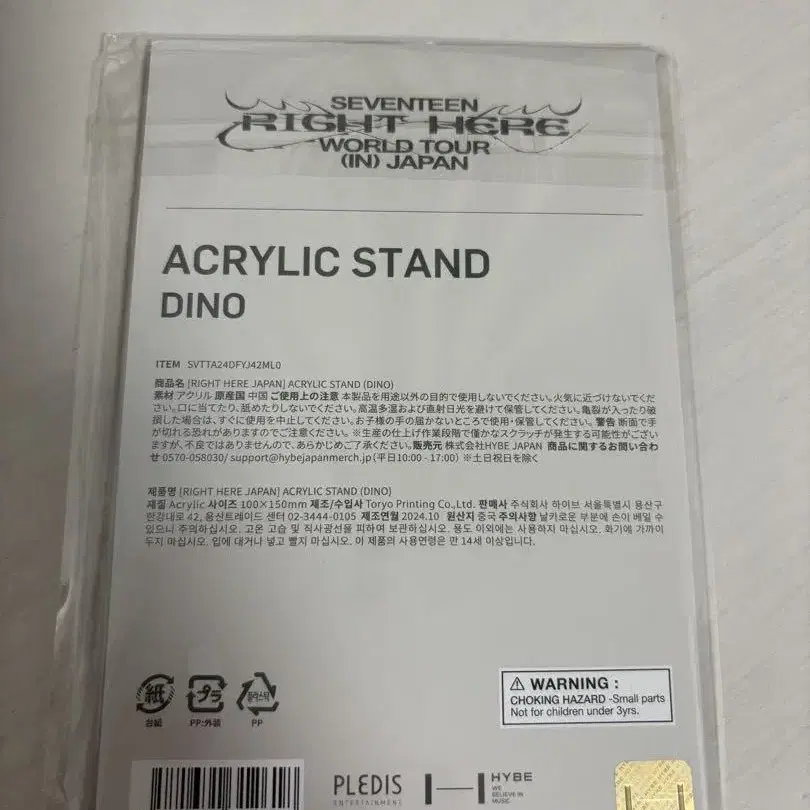 SEVENTEEN
RIGHT HERE
WORLD TOUR
(IN) JAPAN
ACRYLIC STAND
DINO
ITEM SVTTA24DFYJ42ML0
商品名 [RIGHT HERE JAPAN] ACRYLIC STAND (DINO)
素材 アクリル 原産国 中国 ご使用上の注意 本製品を用途以外の目的で使用しないでください。火気に近づけないでくだ
さい。口に当てたり、舐めたりしないでください。高温多湿および直射日光を避けて保管してください。亀裂が入ったり破
損した場合は、すぐに使用を中止してください。お子様の手の届かないところで使用・保管してください。警告 断面で手
が切れる恐れがありますのでご注意ください。※生産の仕上げ作業段階で僅かなスクラッチが発生する可能性がござい
ますが、不良ではありませんので、あらかじめご了承ください。販売元 株式会社HYBE JAPAN 商品に関するお問い合わ
せ 0570-058030/ support@hybejapanmerch.jp（平日10:00 - 17:00） ※土日祝日を除く
제품명 [RIGHT HERE JAPAN] ACRYLIC STAND (DINO)
재질 Acrylic 사이즈 100×150mm 제조/수입사 Toryo Printing Co.,Ltd. 판매사 주식회사 하이브 서울특별시 용산구
한강대로 42, 용산트레이드 센터 02-3444-0105 제조연월 2024.10 원산지 중국 주의사항 날카로운 부분에 손이 베일 수
있으니 주의하십시오. 고온 고습 및 직사광선을 피하여 보관하십시오. 용도 이외에는 사용하지 마십시오. 화기에 가까이
두지 마십시오. 입에 대거나 넣고 빨지 마십시오. 이 제품의 사용연령은 만 14세 이상입니다.
紙 プラ 플라스틱
台紙 PP:外装 PP
WARNING :
CHOKING HAZARD -Small parts
Not for children under 3yrs.
PLEDIS
ENTERTAINMENT
HYBE
WE
BELIEVE IN
MUSIC